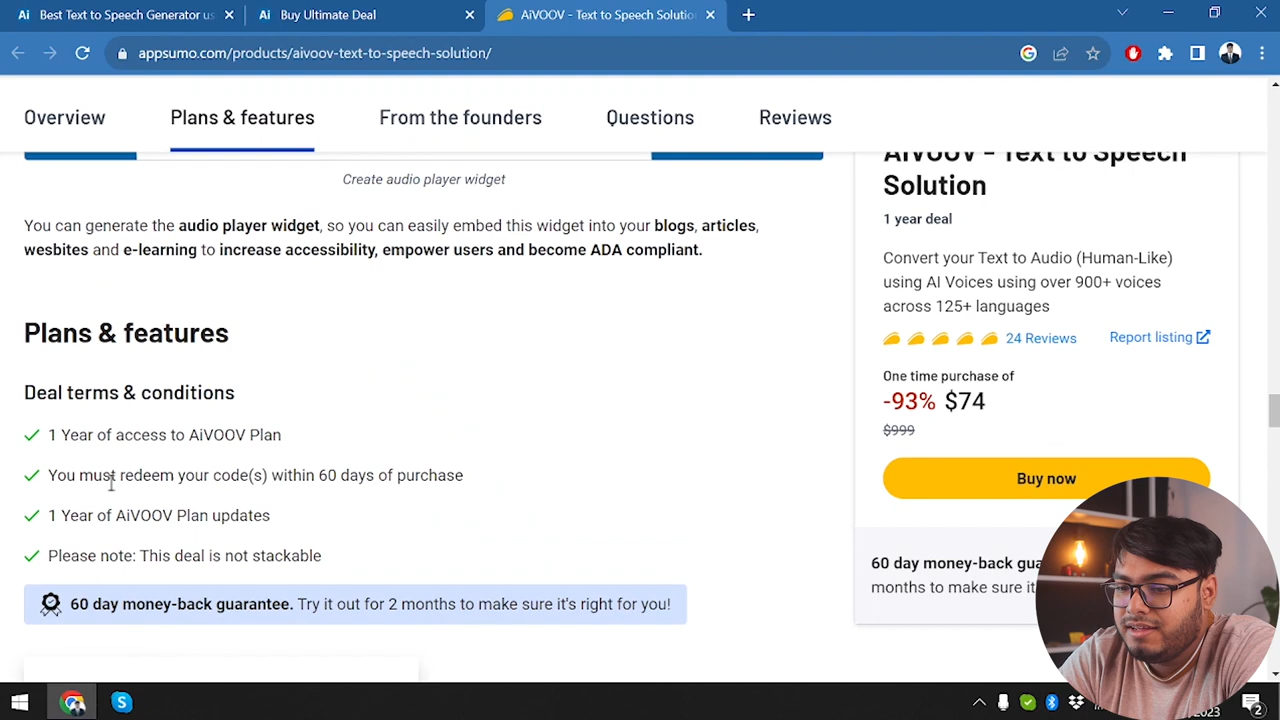 Best Text to Speech Generator u
Buy Ultimate Deal
AiVOOV - Text to Speech Solutio
appsumo.com/products/aivoov-text-to-speech-solution/
Overview
Plans & features
From the founders
Questions
Reviews
Create audio player widget
You can generate the audio player widget, so you can easily embed this widget into your blogs, articles,
wesbites and e-learning to increase accessibility, empower users and become ADA compliant.
Plans & features
Deal terms & conditions
1 Year of access to AiVOOV Plan
You must redeem your code(s) within 60 days of purchase
1 Year of AiVOOV Plan updates
Please note: This deal is not stackable
60 day money-back guarantee. Try it out for 2 months to make sure it's right for you!
AiVOOV - Text to Speech
Solution
1 year deal
Convert your Text to Audio (Human-Like)
using AI Voices using over 900+ voices
across 125+ languages
24 Reviews
Report listing
One time purchase of
-93% $74
$999
Buy now
60 day money-back gua
months to make sure it
2023
2